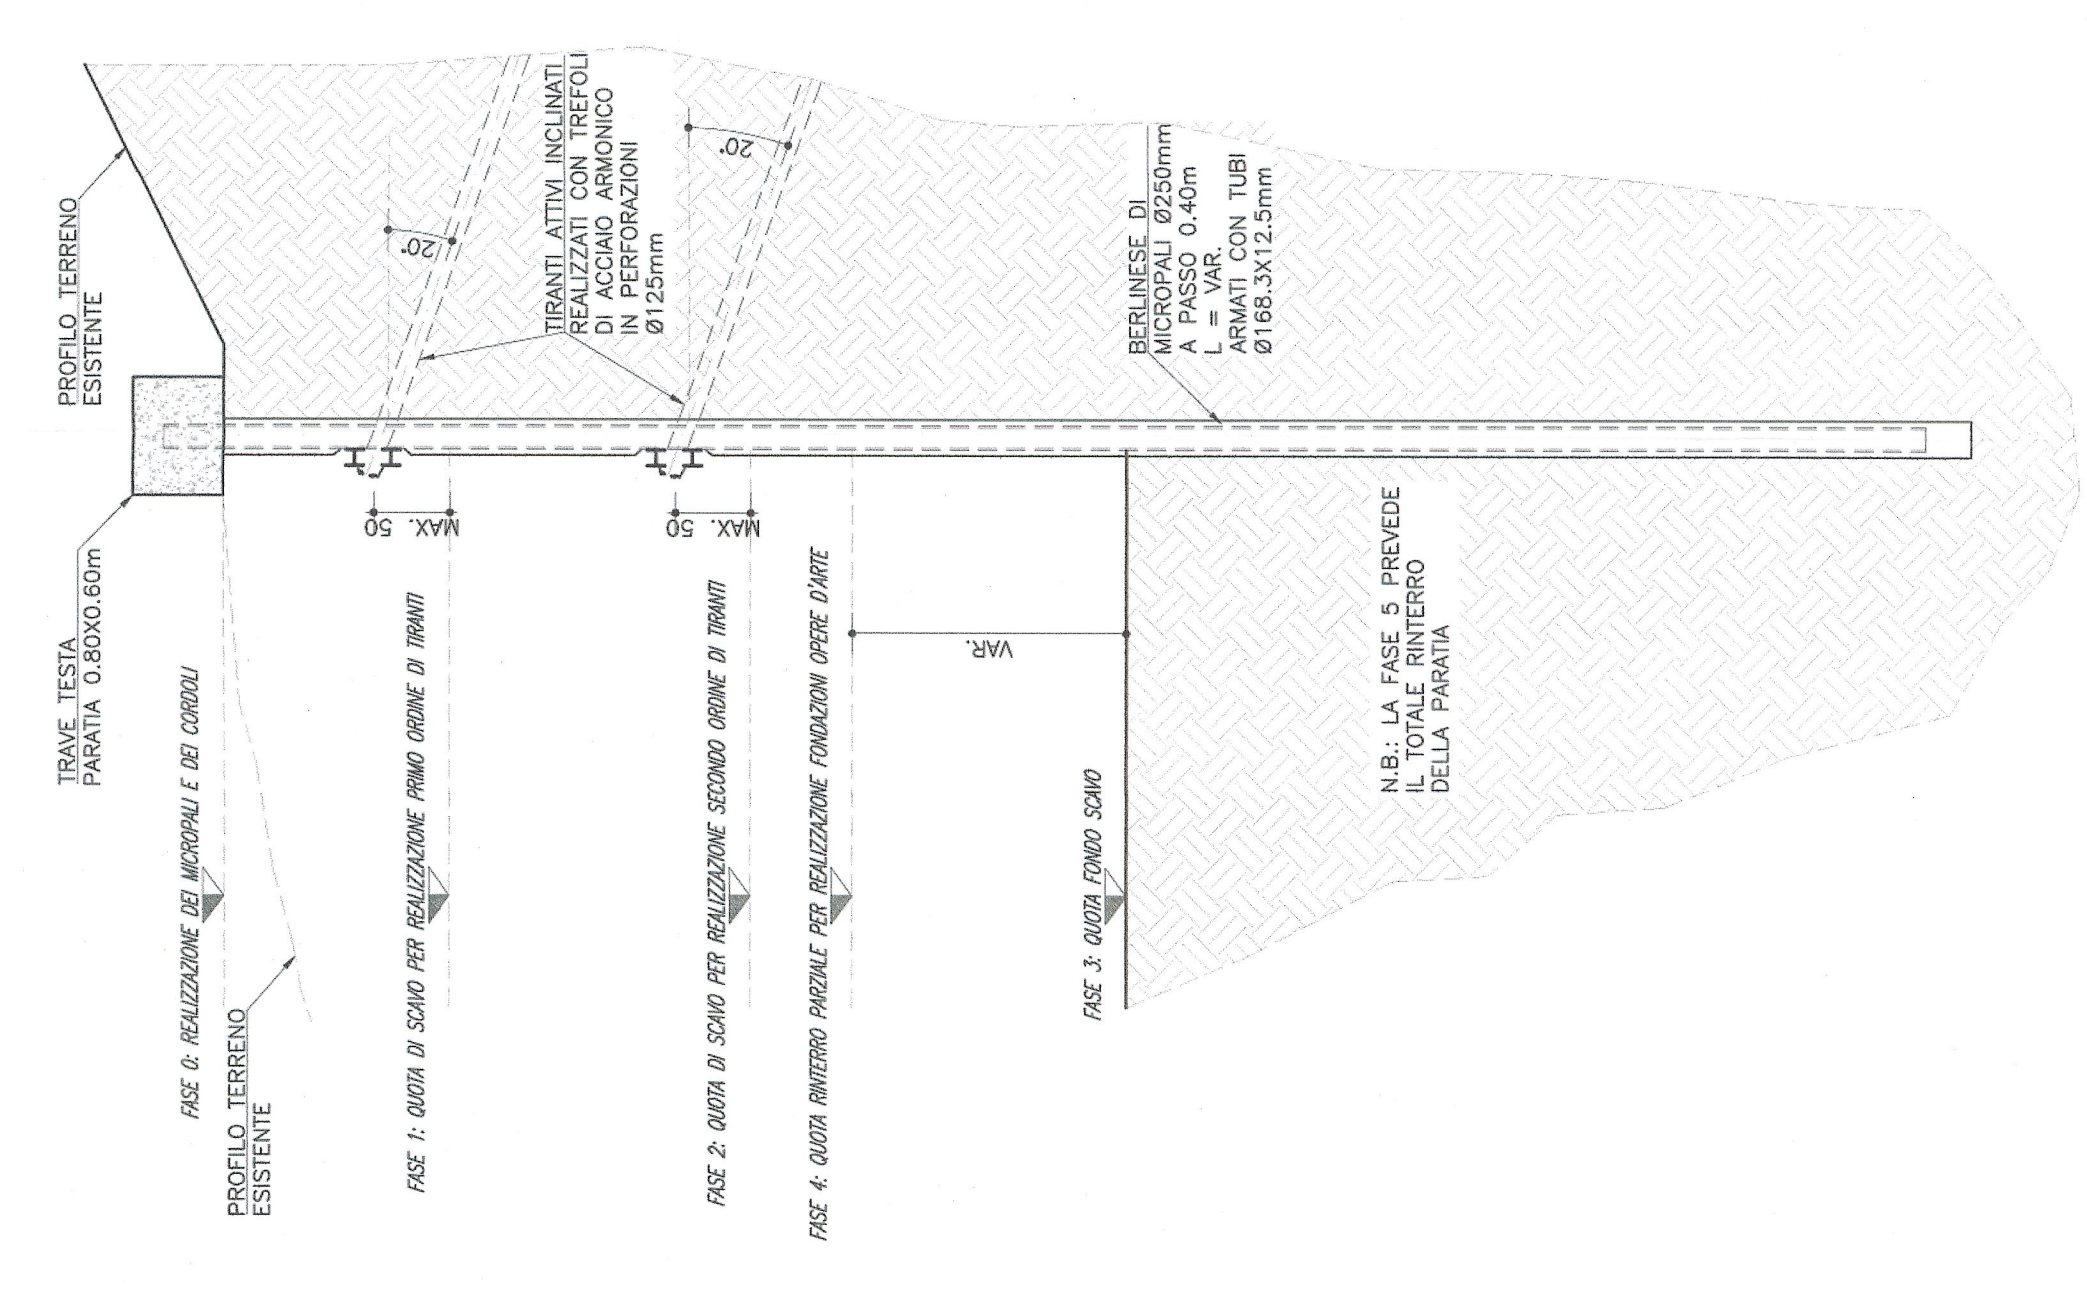 TRAVE TESTA
PARATIA 0.80X0.60m
PROFILO TERRENO
ESISTENTE
FASE 0: REALIZZAZIONE DEI MICROPALI E DEI CORDOLI
PROFILO TERRENO
ESISTENTE
50
MAX.
20°
FASE 1: QUOTA DI SCAVO PER REALIZZAZIONE PRIMO ORDINE DI TIRANTI
TIRANTI ATTIVI INCLINATI
REALIZZATI CON TREFOLI
DI ACCIAIO ARMONICO
IN PERFORAZIONI
Ø125mm
50
MAX.
20°
FASE 2: QUOTA DI SCAVO PER REALIZZAZIONE SECONDO ORDINE DI TIRANTI
FASE 4: QUOTA RINTERRO PARZIALE PER REALIZZAZIONE FONDAZIONI OPERE D'ARTE
VAR.
FASE 3: QUOTA FONDO SCAVO
BERLINESE DI
MICROPALI Ø250mm
A PASSO 0.40m
L = VAR.
ARMATI CON TUBI
Ø168.3X12.5mm
N.B.: LA FASE 5 PREVEDE
IL TOTALE RINTERRO
DELLA PARATIA